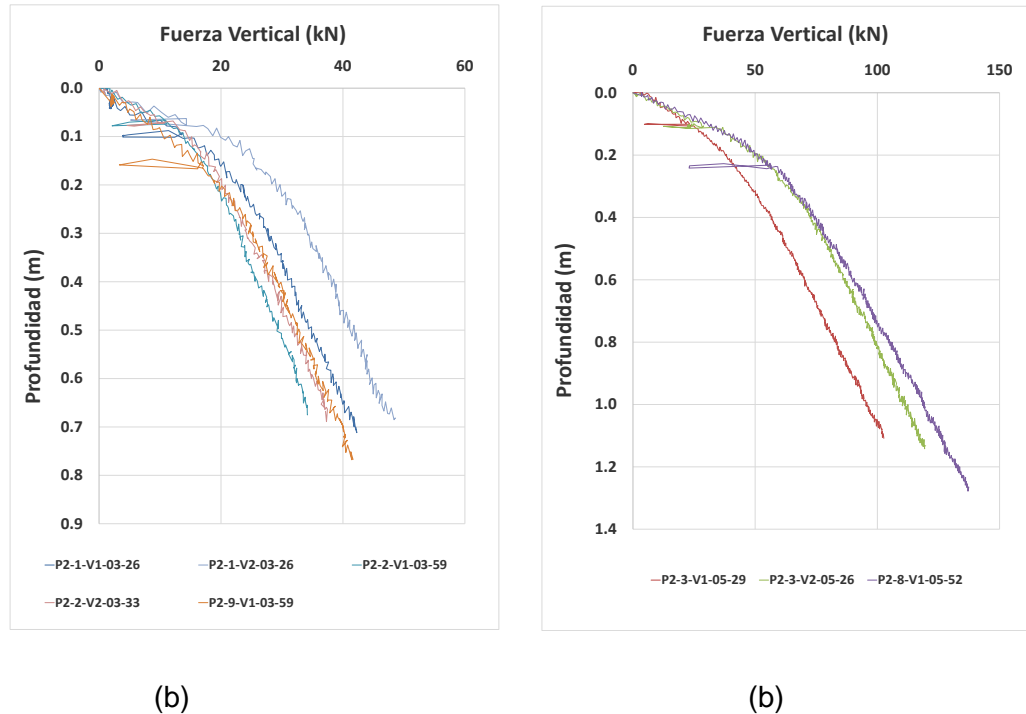 Fuerza Vertical (kN)
0 20 40 60
Profundidad (m)
0.0
0.1
0.2
0.3
0.4
0.5
0.6
0.7
0.8
0.9
P2-1-V1-03-26 P2-1-V2-03-26 P2-2-V1-03-59
P2-2-V2-03-33 P2-9-V1-03-59
(b)
Fuerza Vertical (kN)
0 50 100 150
Profundidad (m)
0.0
0.2
0.4
0.6
0.8
1.0
1.2
1.4
P2-3-V1-05-29 P2-3-V2-05-26 P2-8-V1-05-52
(b)